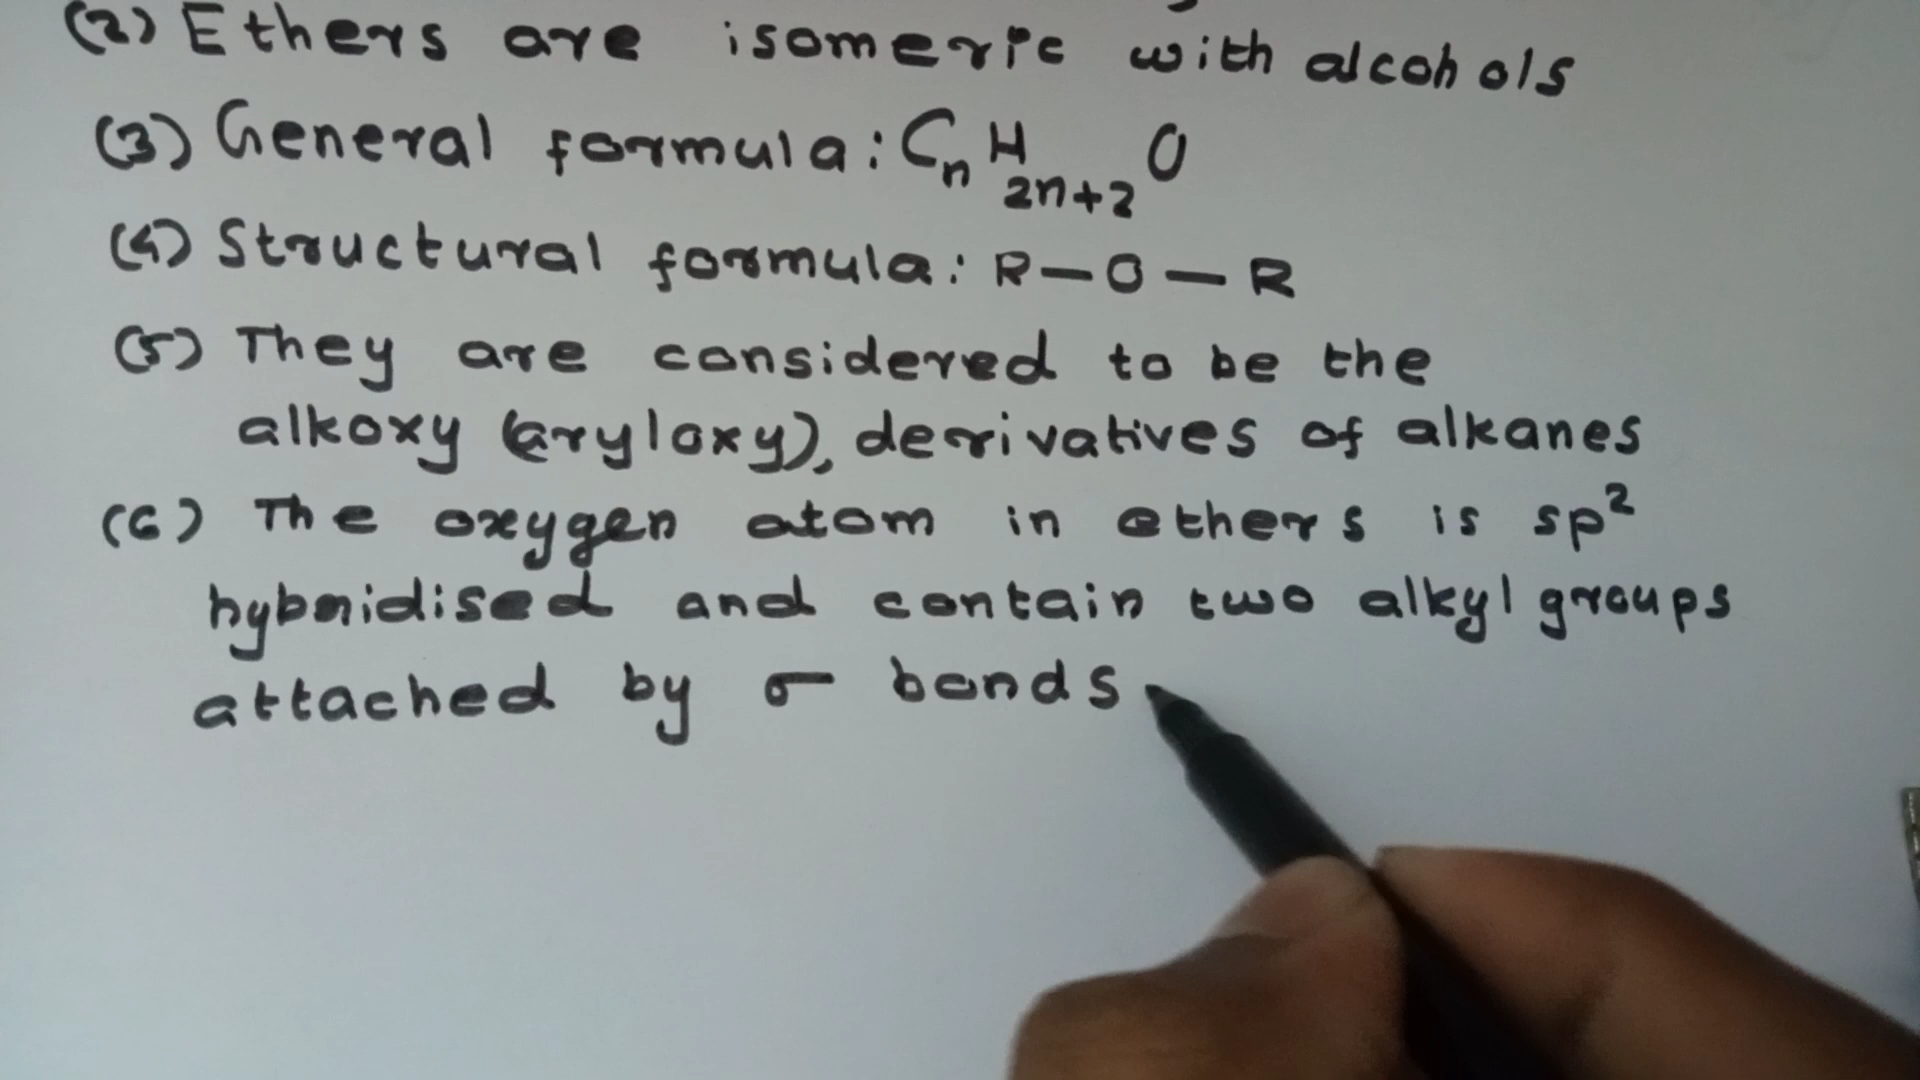 (2) Ethers are isomeric with alcohols
(3) General formula: CnH2n+2O
(4) Structural formula: R—O—R
(5) They are considered to be the
alkoxy (aryloxy), derivatives of alkanes
(6) The oxygen atom in ethers is sp²
hybridised and contain two alkyl groups
attached by σ bonds